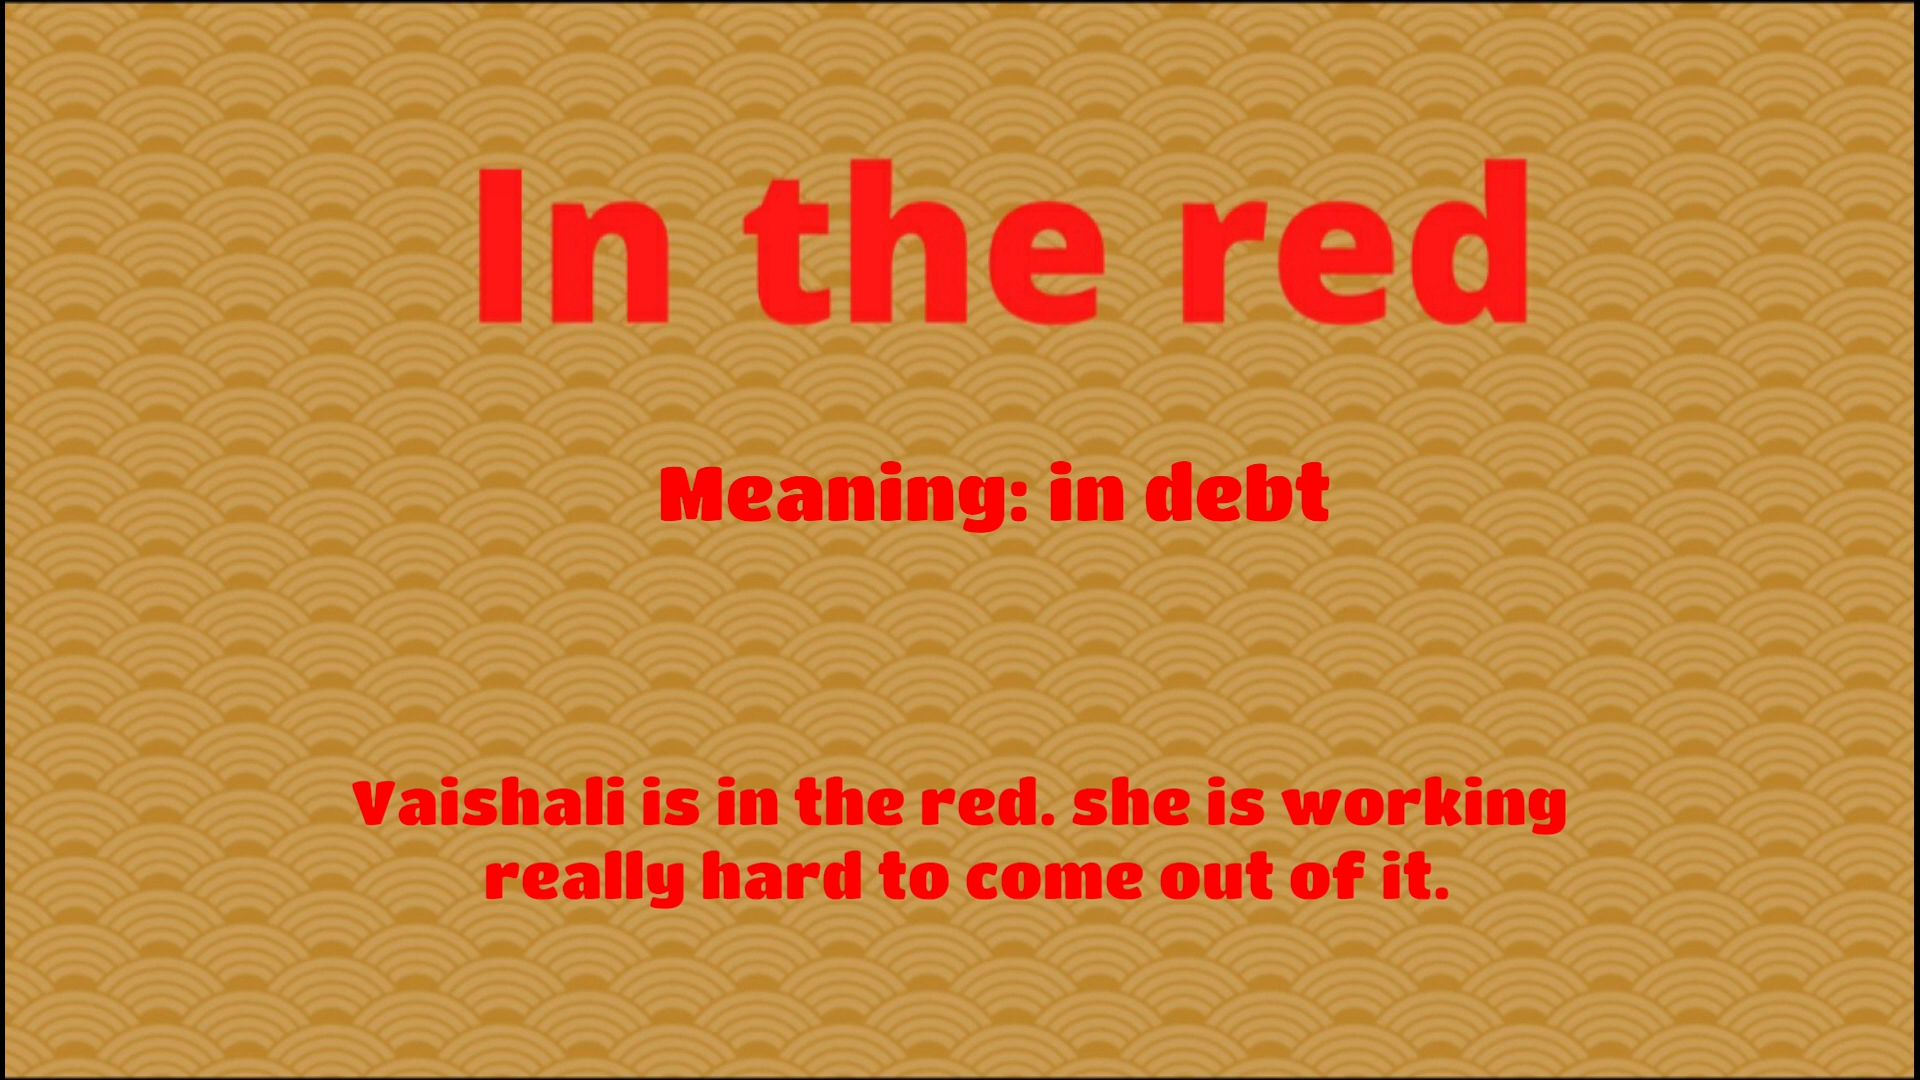 In the red
Meaning: in debt
Vaishali is in the red. she is working
really hard to come out of it.